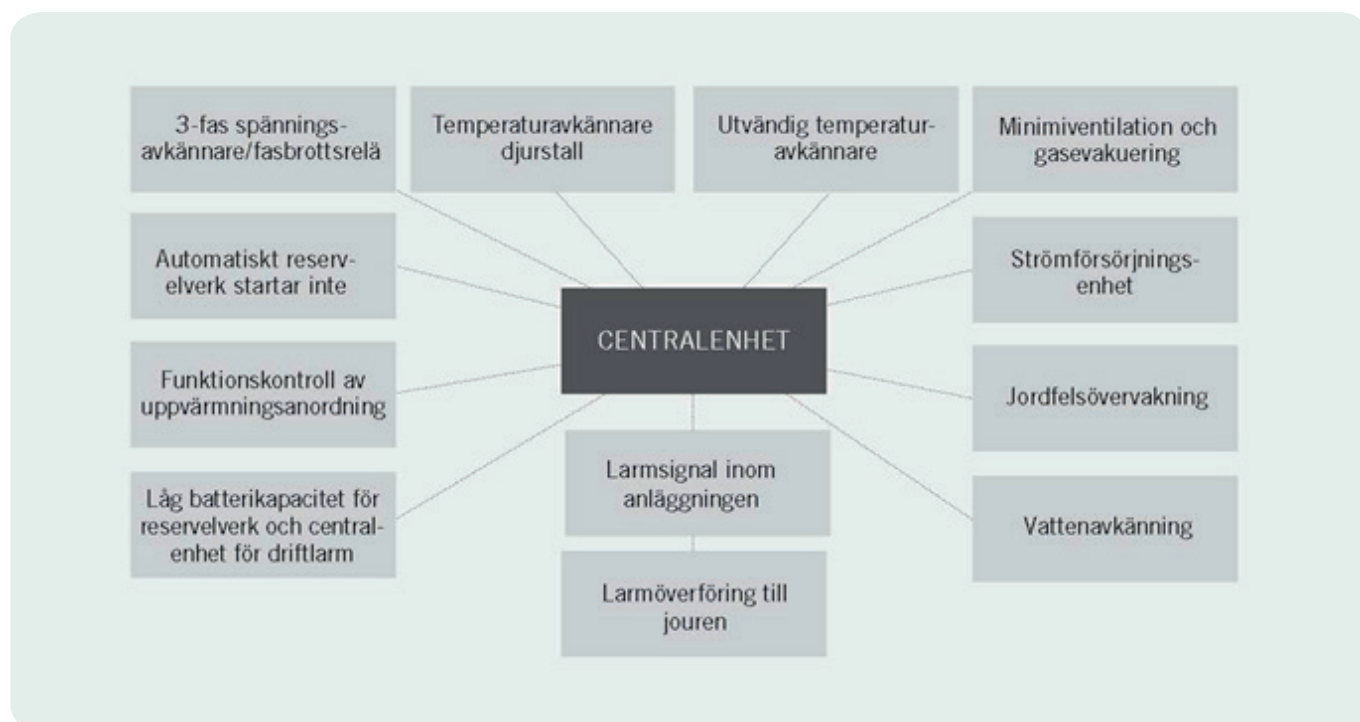 3-fas spännings-
avkännare/fasbrottsrelä
Temperaturavkännare
djurstall
Utvändig temperatur-
avkännare
Minimiventilation och
gasevakuering
Automatiskt reserv-
elverk startar inte
Strömförsörjnings-
enhet
CENTRALENHET
Funktionskontroll av
uppvärmningsanordning
Jordfelsövervakning
Låg batterikapacitet för
reservelverk och central-
enhet för driftlarm
Larmsignal inom
anläggningen
Vattenavkänning
Larmöverföring till
jouren